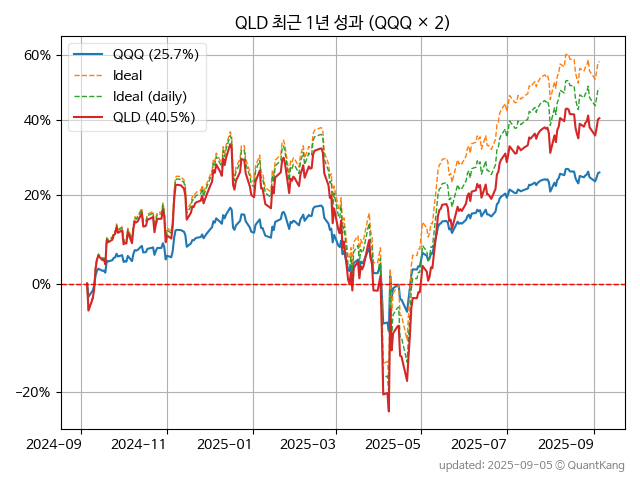 QLD 최근 1년 성과 (QQQ × 2)
QQQ (25.7%)
Ideal
Ideal (daily)
QLD (40.5%)
60%
40%
20%
0%
−20%
2024−09
2024−11
2025−01
2025−03
2025−05
2025−07
2025−09
updated: 2025-09-05 © QuantKang